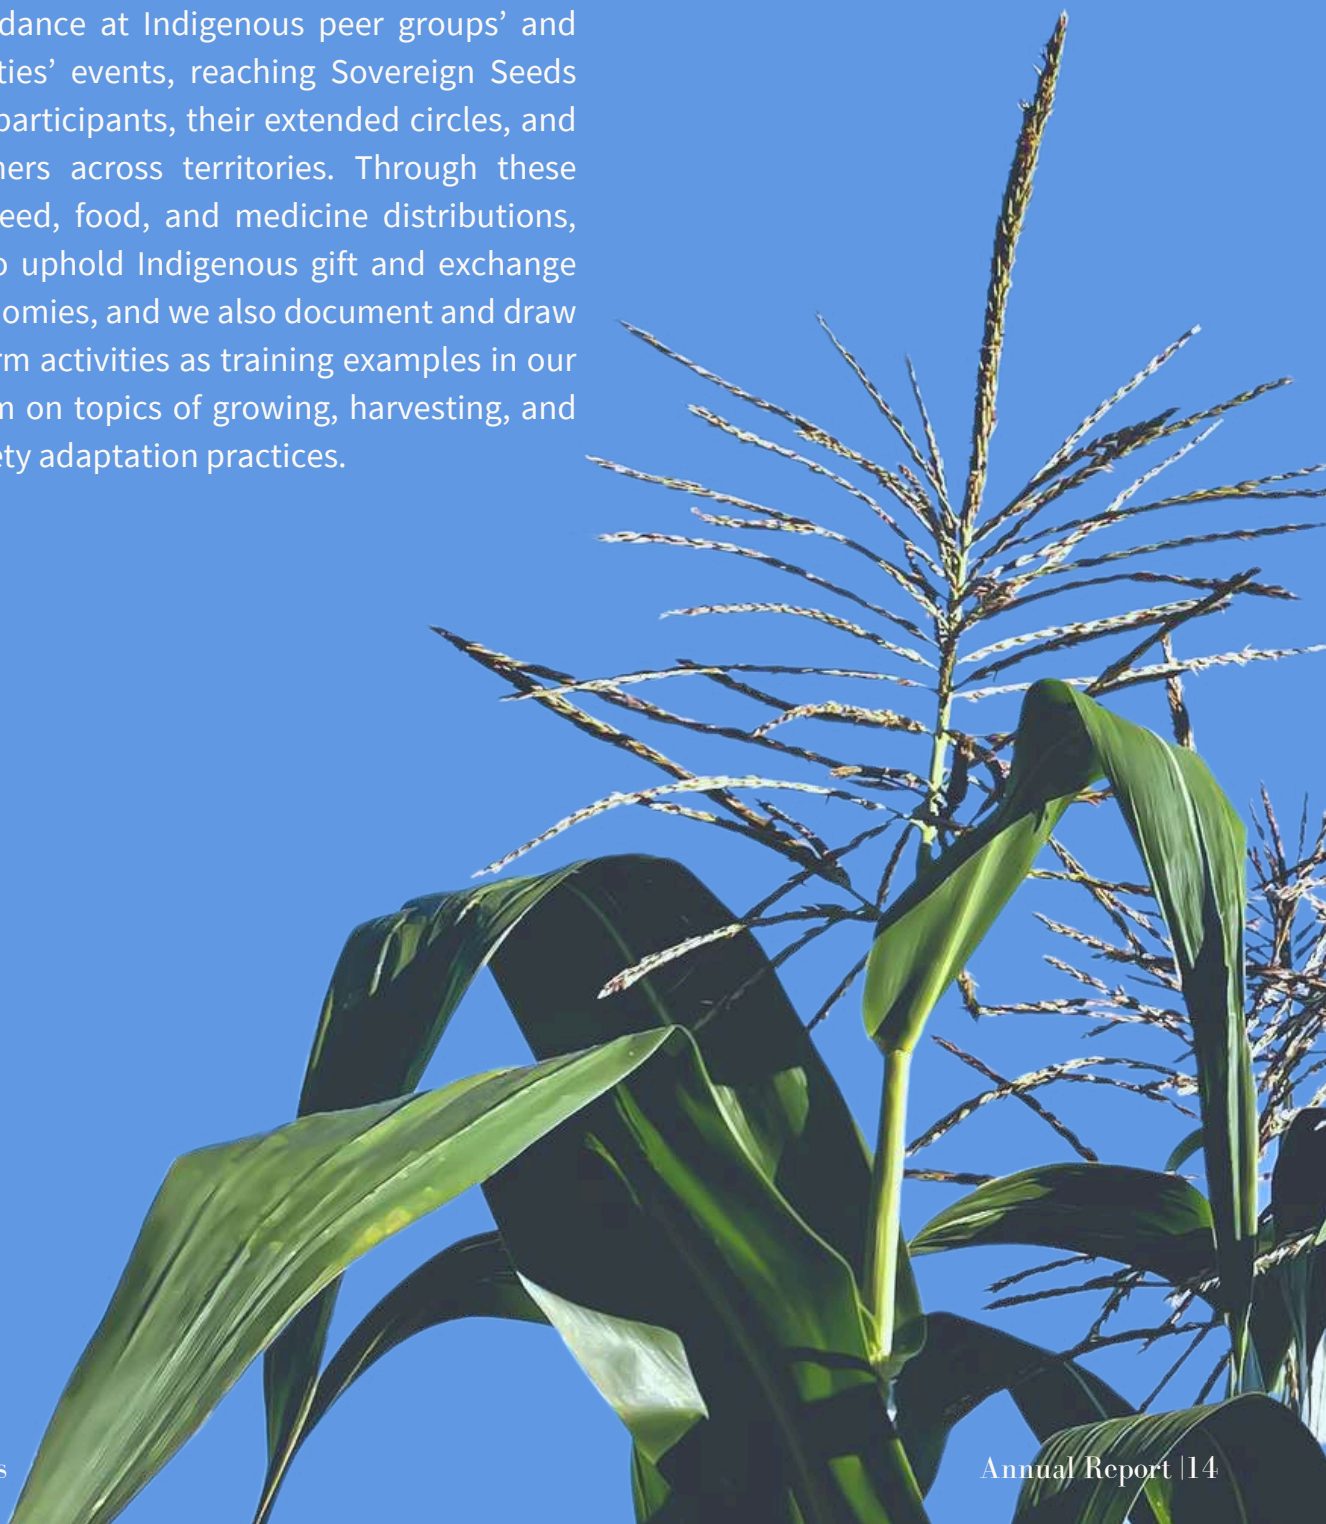 dance at Indigenous peer groups’ and
ties’ events, reaching Sovereign Seeds
participants, their extended circles, and
ners across territories. Through these
eed, food, and medicine distributions,
o uphold Indigenous gift and exchange
omies, and we also document and draw
rm activities as training examples in our
m on topics of growing, harvesting, and
ety adaptation practices.
s
Annual Report |14